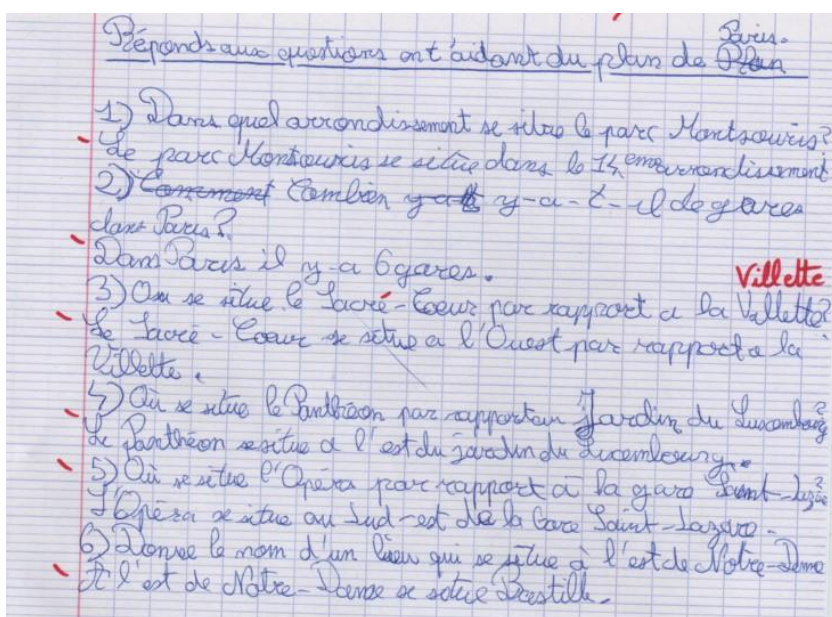 Paris.
Réponds aux questions ont t'aidant du plan de Plan
1) Dans quel arrondissement se situe le parc Montsouris?
Le parc Montsouris se situe dans le 14 eme arrondissement
2) Comment Combien y-a-t y-a-t-il de gares
dans Paris?
Dans Paris il y-a 6 gares.
Villette
3) Ou se situe le Sacré-Coeur par rapport a la Vallette?
Le Sacré-Coeur se situe a l'Ouest par rapport a la
Villette.
4) Où se situe le Panthéon par rapport au Jardin du Luxembourg?
Le Panthéon se situe a l'est du jardin du Luxembourg.
5) Où se situe l'Opéra par rapport à la gare Saint-Lazare?
L'Opéra se situe au Sud-est de la Gare Saint-Lazare.
6) Donne le nom d'un lieu qui se situe à l'est de Notre-Dame
A l'est de Notre-Dame se situe Bastille.